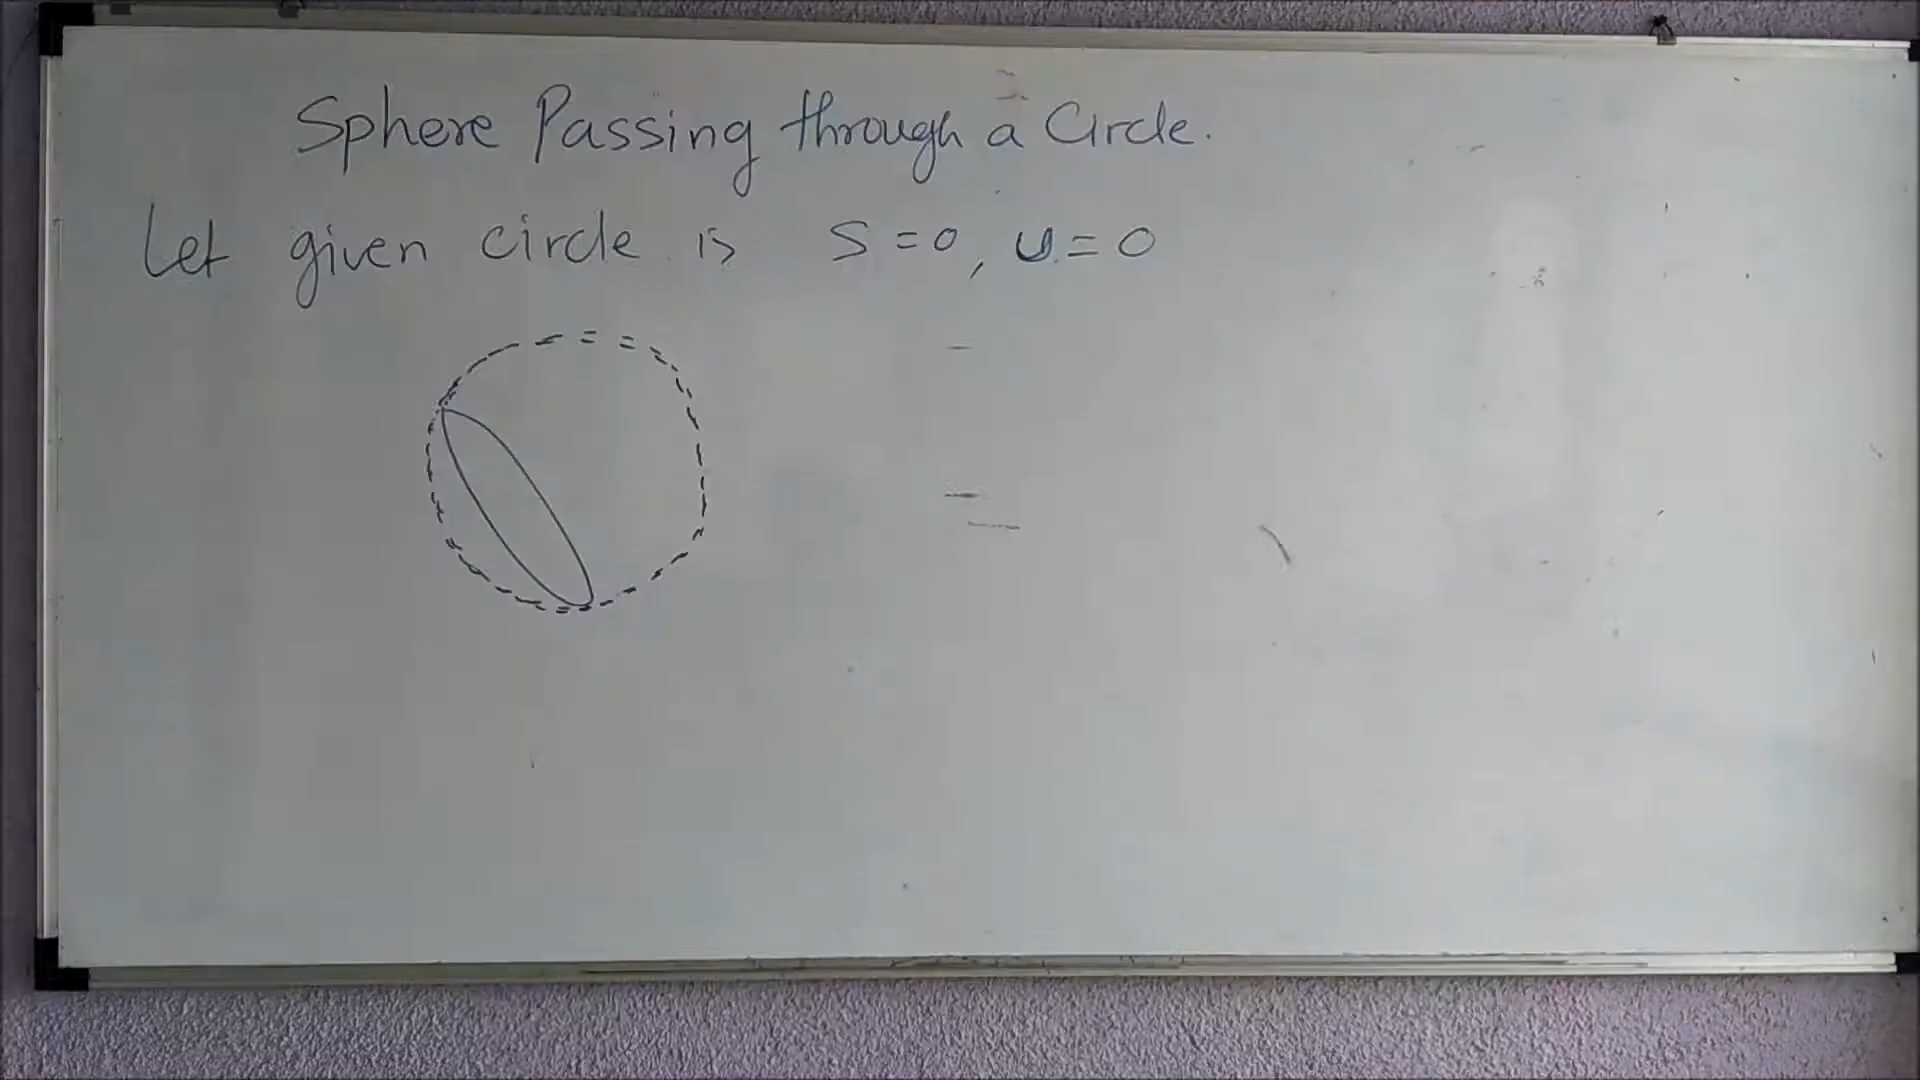 Sphere Passing through a Circle.
Let given circle is S = 0, U = 0